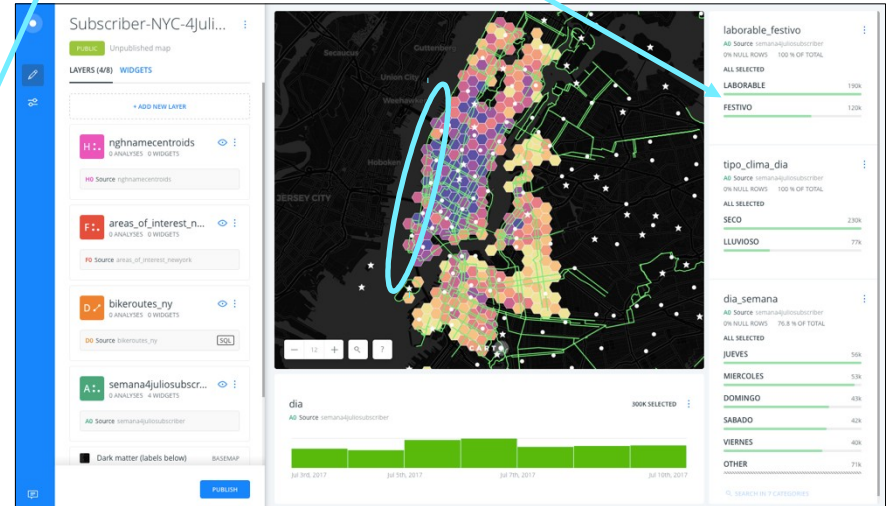 Subscriber-NYC-4Juli...
PUBLIC Unpublished map
LAYERS (4/8) WIDGETS
+ ADD NEW LAYER
H nghnamecentroids
0 ANALYSES 0 WIDGETS
H0 Source nghnamecentroids
F areas_of_interest_n...
0 ANALYSES 0 WIDGETS
F0 Source areas_of_interest_newyork
D bikeroutes_ny
0 ANALYSES 0 WIDGETS
D0 Source bikeroutes_ny SQL
A semana4juliosubscr...
0 ANALYSES 4 WIDGETS
A0 Source semana4juliosubscriber
Dark matter (labels below) BASEMAP
PUBLISH
Secaucus
Guttenberg
Union City
Weehaw
Hoboken
JERSEY CITY
− 12 + ?
CARTO
dia
A0 Source semana4juliosubscriber
300K SELECTED
Jul 3rd, 2017 Jul 5th, 2017 Jul 7th, 2017 Jul 10th, 2017
laborable_festivo
A0 Source semana4juliosubscriber
0% NULL ROWS 100 % OF TOTAL
ALL SELECTED
LABORABLE 190k
FESTIVO 120k
tipo_clima_dia
A0 Source semana4juliosubscriber
0% NULL ROWS 100 % OF TOTAL
ALL SELECTED
SECO 230k
LLUVIOSO 77k
dia_semana
A0 Source semana4juliosubscriber
0% NULL ROWS 76.8 % OF TOTAL
ALL SELECTED
JUEVES 56k
MIERCOLES 53k
DOMINGO 43k
SABADO 42k
VIERNES 40k
OTHER 71k
SEARCH IN 7 CATEGORIES